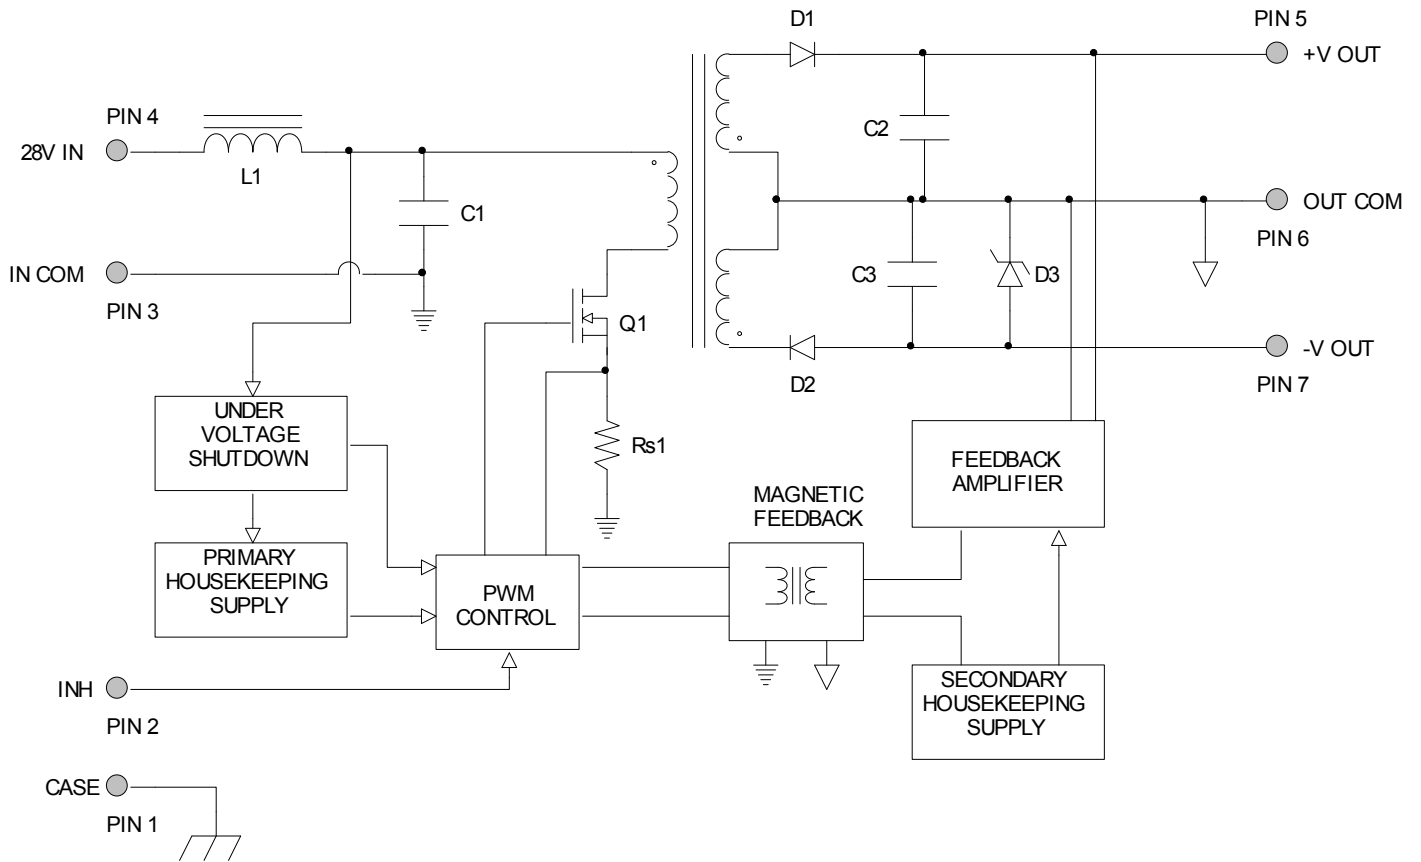 D1
PIN 5
+V OUT
PIN 4
28V IN
L1
C1
C2
OUT COM
PIN 6
IN COM
PIN 3
Q1
C3
D3
-V OUT
D2
PIN 7
UNDER
VOLTAGE
SHUTDOWN
Rs1
FEEDBACK
AMPLIFIER
MAGNETIC
FEEDBACK
PRIMARY
HOUSEKEEPING
SUPPLY
PWM
CONTROL
INH
PIN 2
SECONDARY
HOUSEKEEPING
SUPPLY
CASE
PIN 1